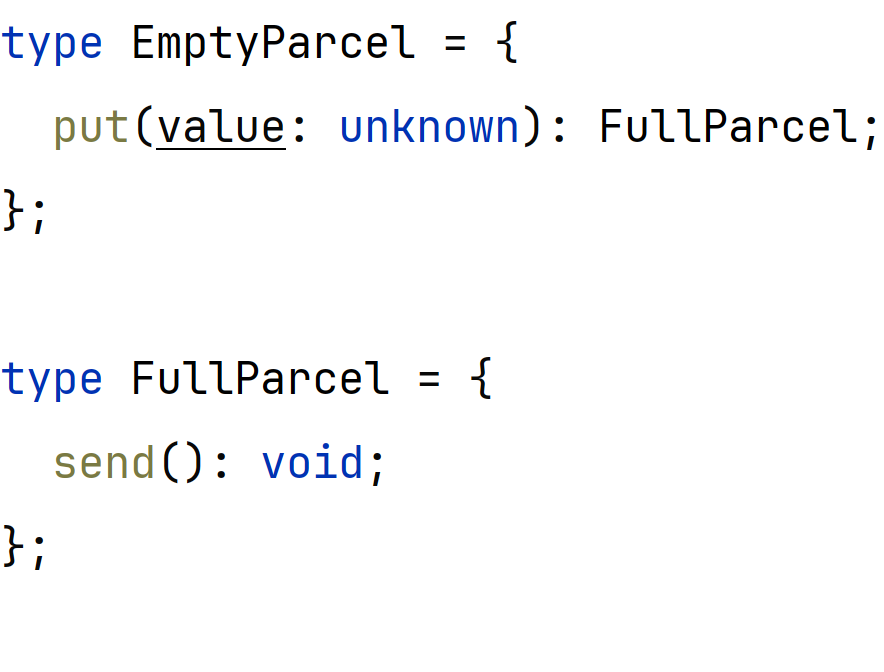 type EmptyParcel = {
  put(value: unknown): FullParcel;
};

type FullParcel = {
  send(): void;
};